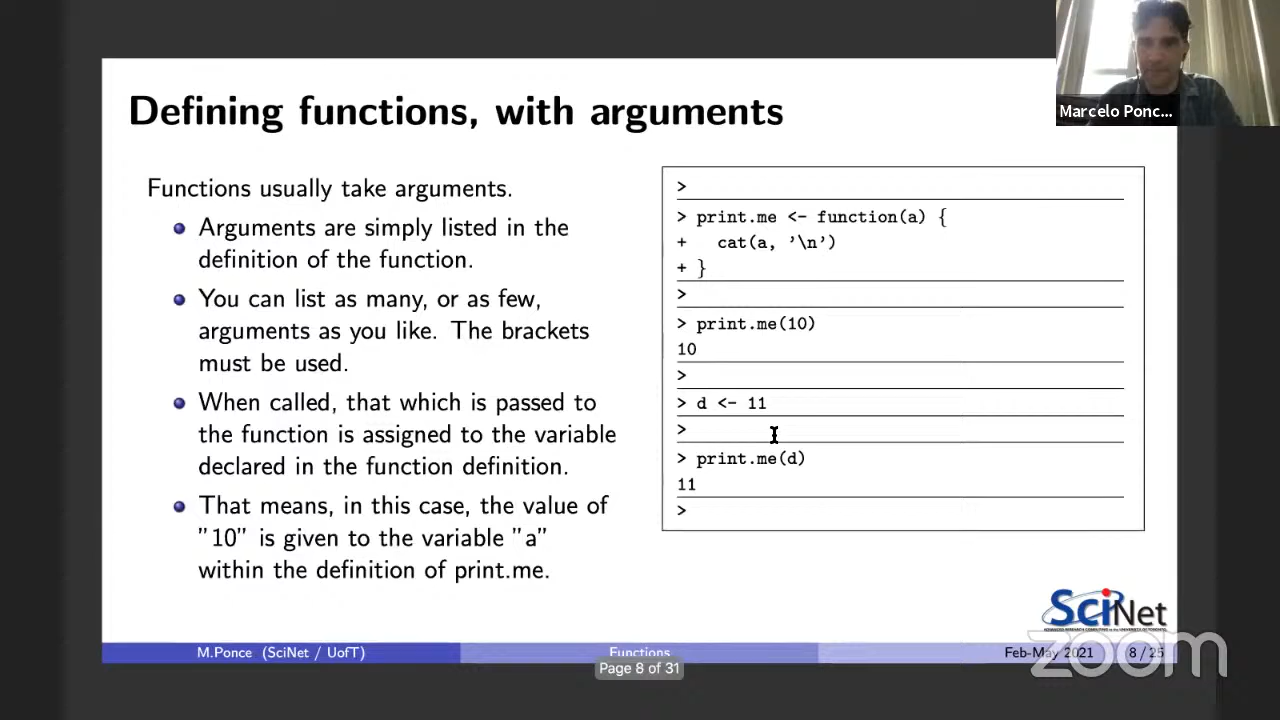 Marcelo Ponc...
Defining functions, with arguments
Functions usually take arguments.
Arguments are simply listed in the
definition of the function.
You can list as many, or as few,
arguments as you like. The brackets
must be used.
When called, that which is passed to
the function is assigned to the variable
declared in the function definition.
That means, in this case, the value of
”10” is given to the variable ”a”
within the definition of print.me.
>
> print.me <- function(a) {
+ cat(a, ’\n’)
+ }
>
> print.me(10)
10
>
> d <- 11
>
> print.me(d)
11
>
SciNet
M.Ponce (SciNet / UofT)
Functions
Feb-May 2021
8 / 25
Page 8 of 31
zoom